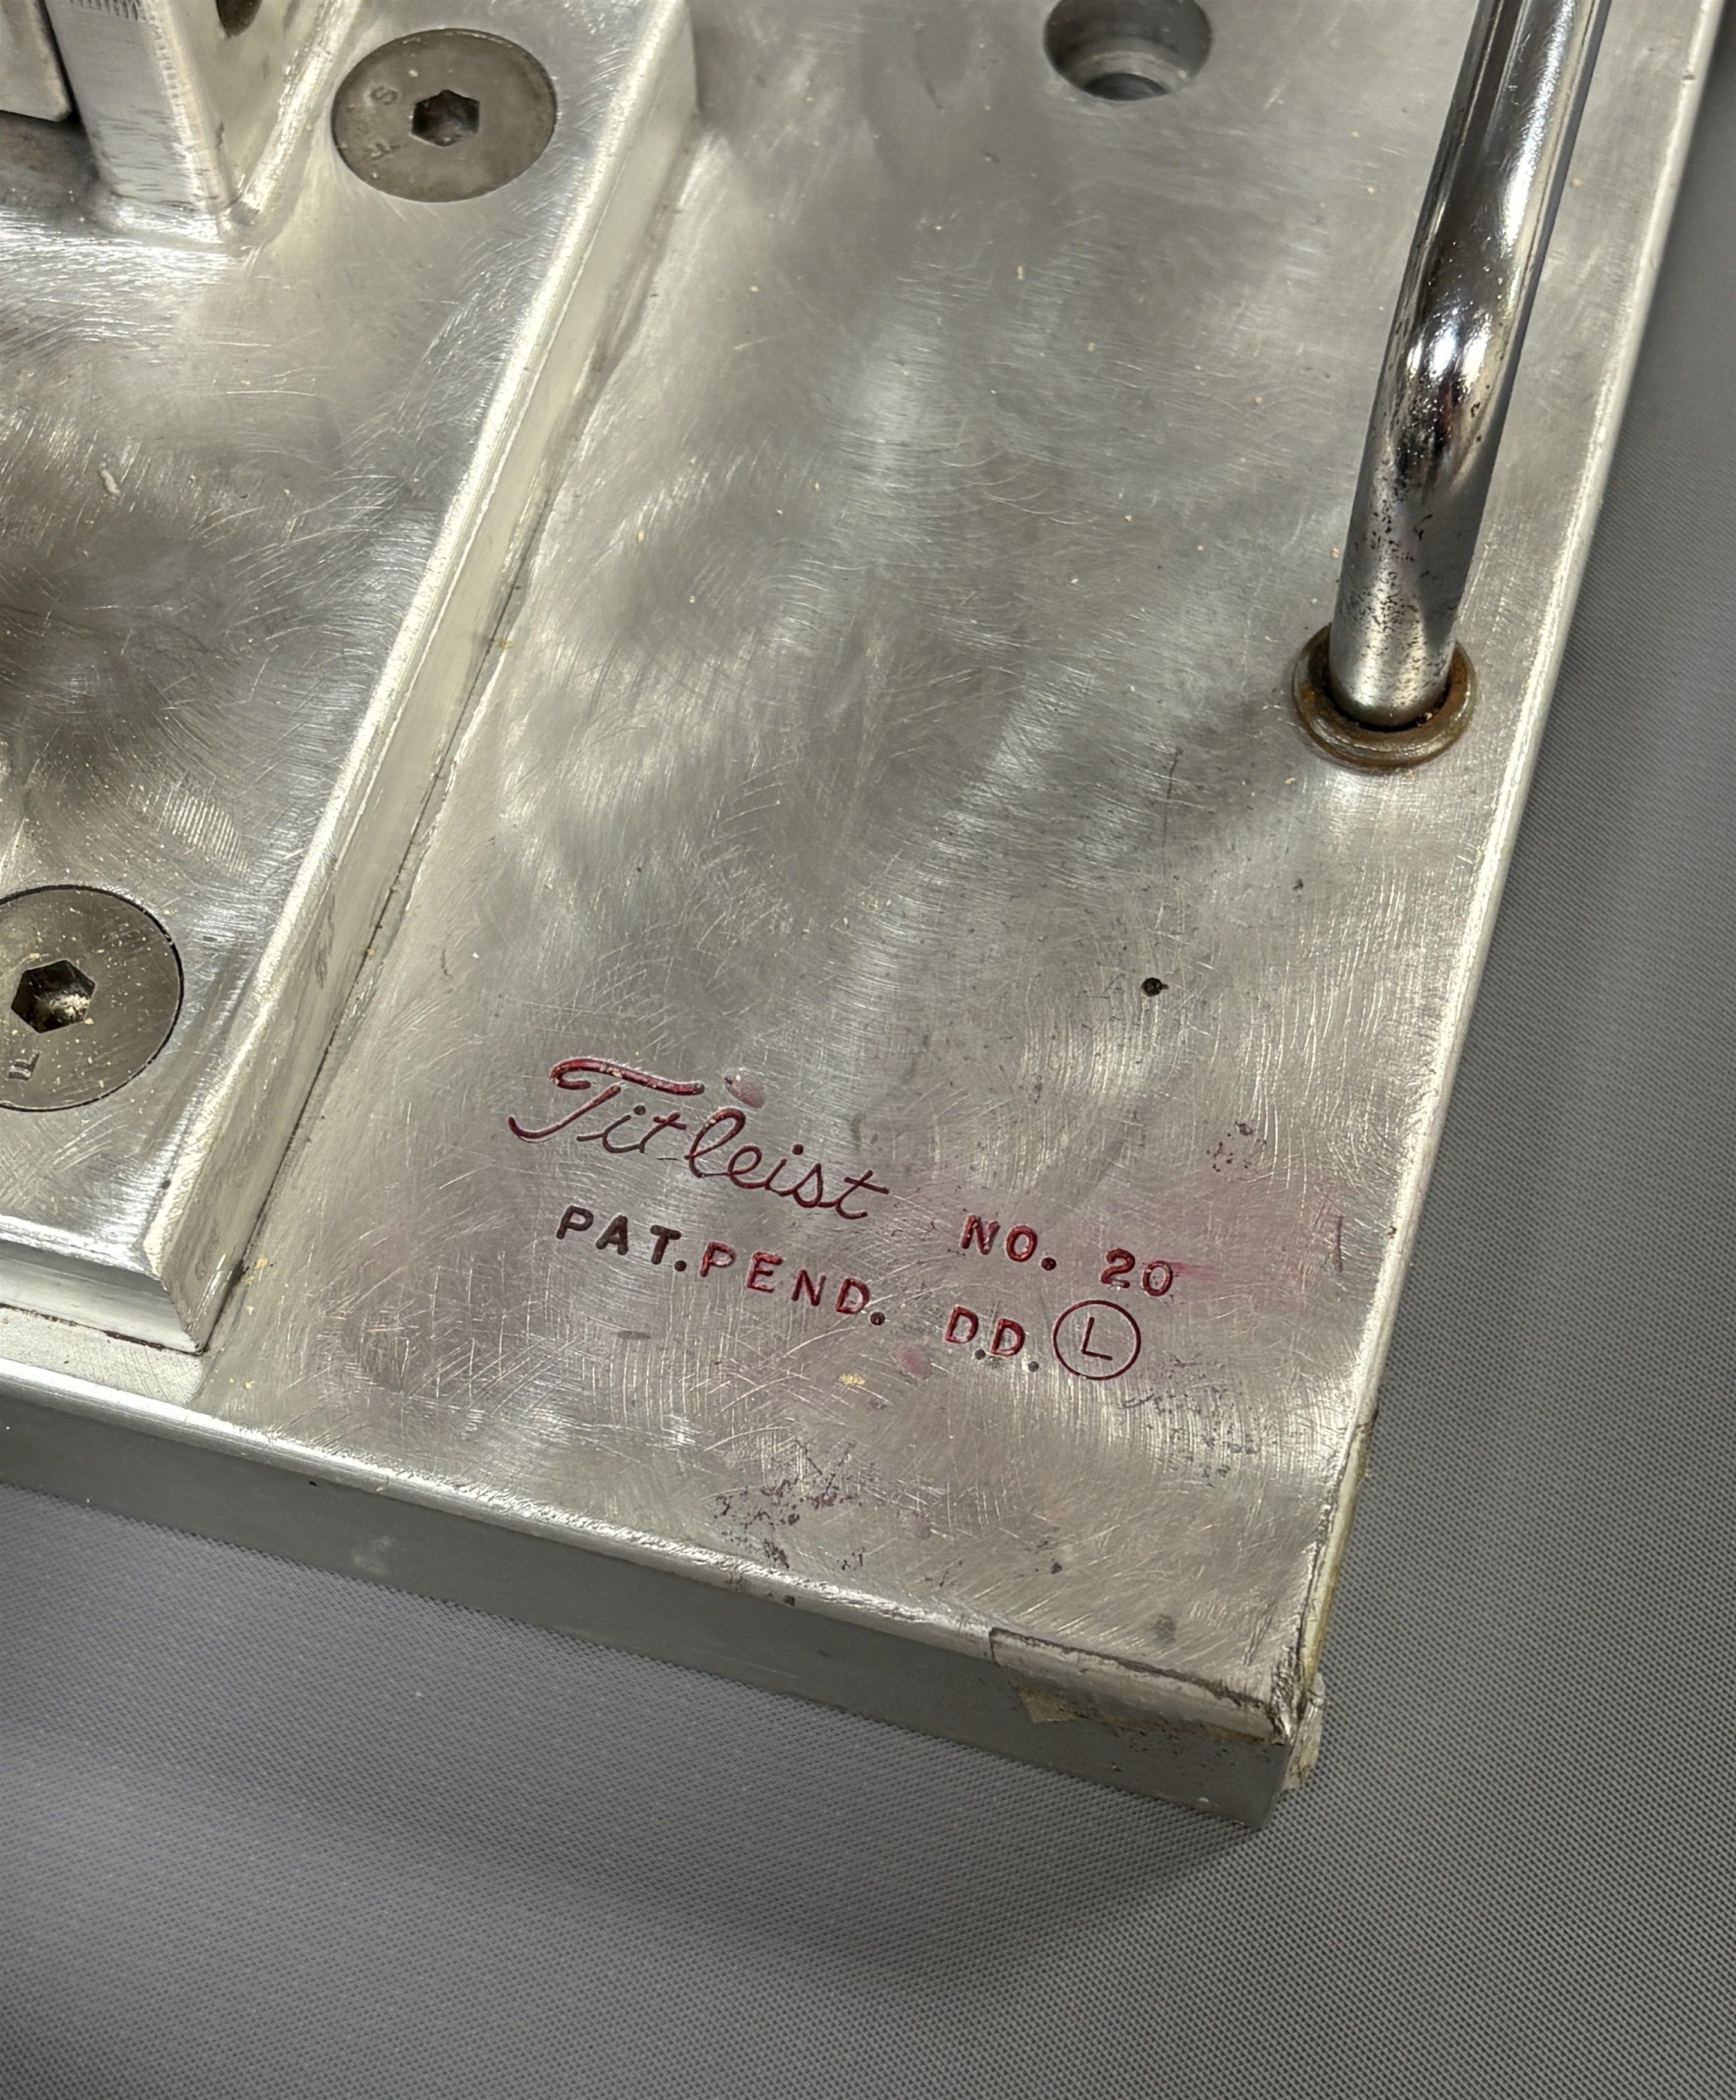 Titleist NO. 20
PAT.PEND. D.D. L